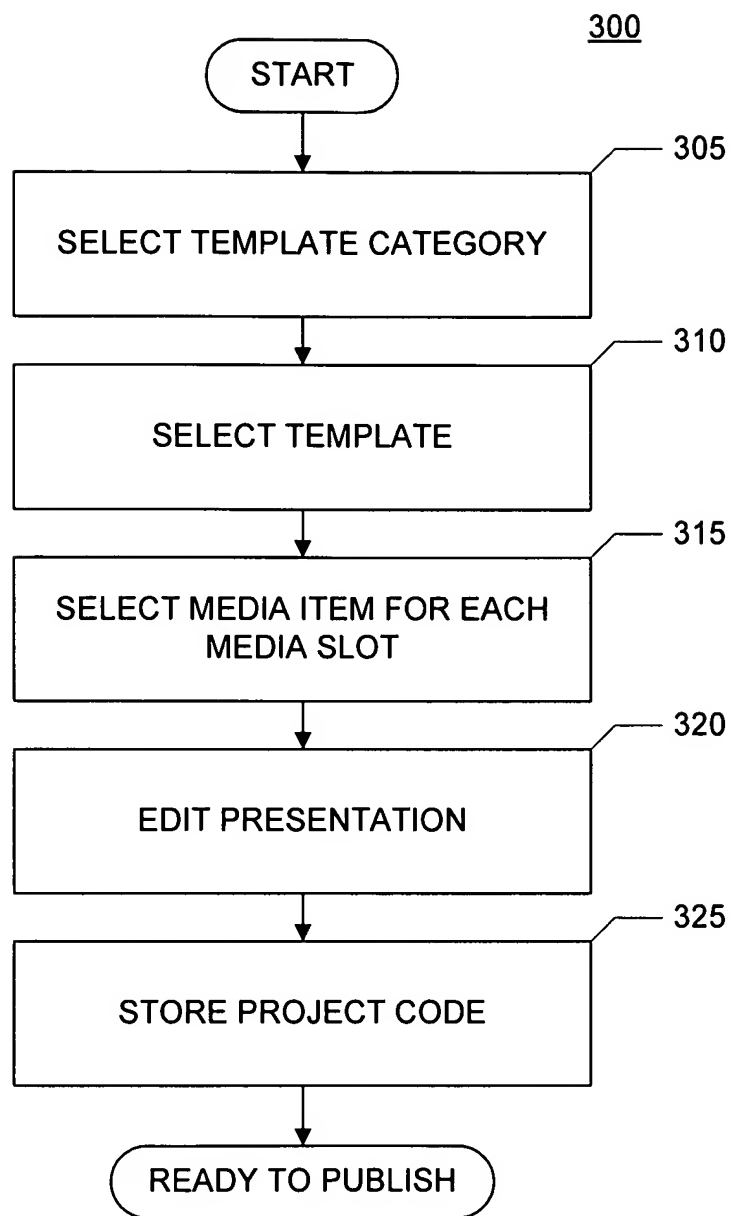 300
START
305
SELECT TEMPLATE CATEGORY
310
SELECT TEMPLATE
315
SELECT MEDIA ITEM FOR EACH
MEDIA SLOT
320
EDIT PRESENTATION
325
STORE PROJECT CODE
READY TO PUBLISH